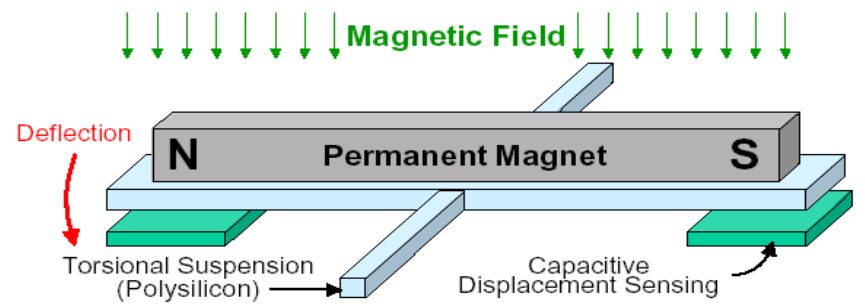 Magnetic Field
Deflection
N Permanent Magnet S
Torsional Suspension
(Polysilicon)
Capacitive
Displacement Sensing